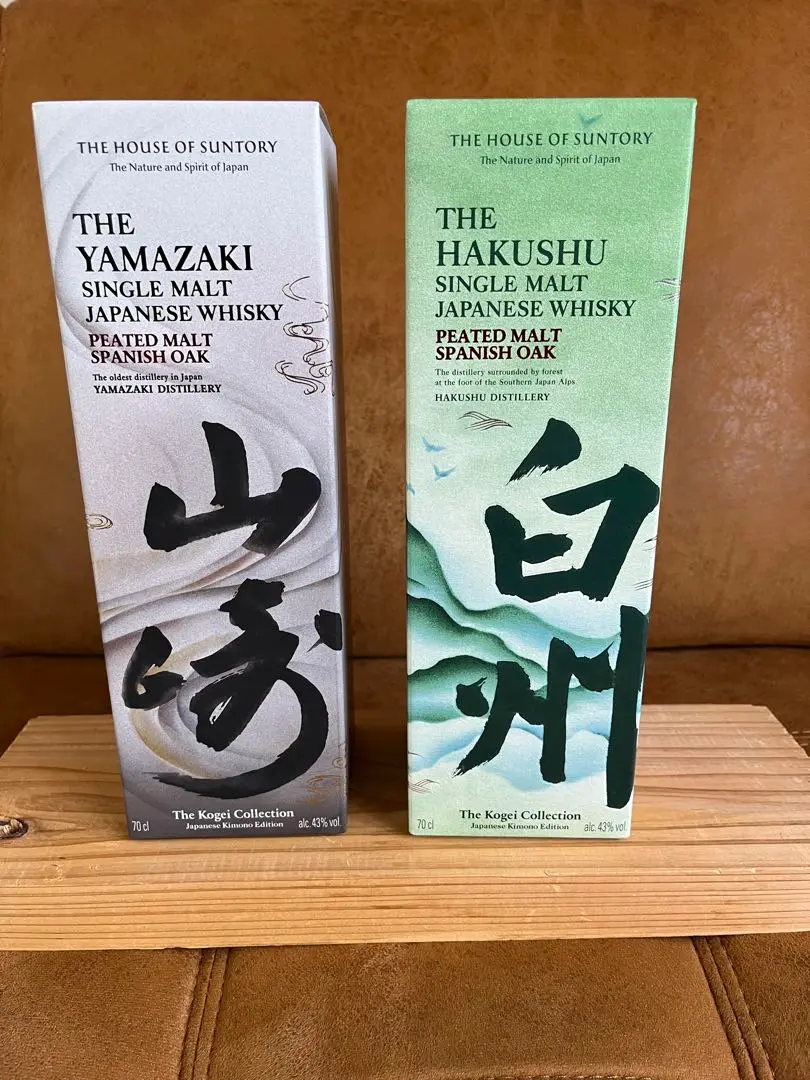 THE HOUSE OF SUNTORY
The Nature and Spirit of Japan
THE
YAMAZAKI
SINGLE MALT
JAPANESE WHISKY
PEATED MALT
SPANISH OAK
The oldest distillery in Japan
YAMAZAKI DISTILLERY
山
崎
The Kogei Collection
Japanese Kimono Edition
70 cl
alc. 43% vol.
THE HOUSE OF SUNTORY
The Nature and Spirit of Japan
THE
HAKUSHU
SINGLE MALT
JAPANESE WHISKY
PEATED MALT
SPANISH OAK
The distillery surrounded by forest
at the foot of the Southern Japan Alps
HAKUSHU DISTILLERY
白
州
The Kogei Collection
Japanese Kimono Edition
70 cl
alc. 43% vol.